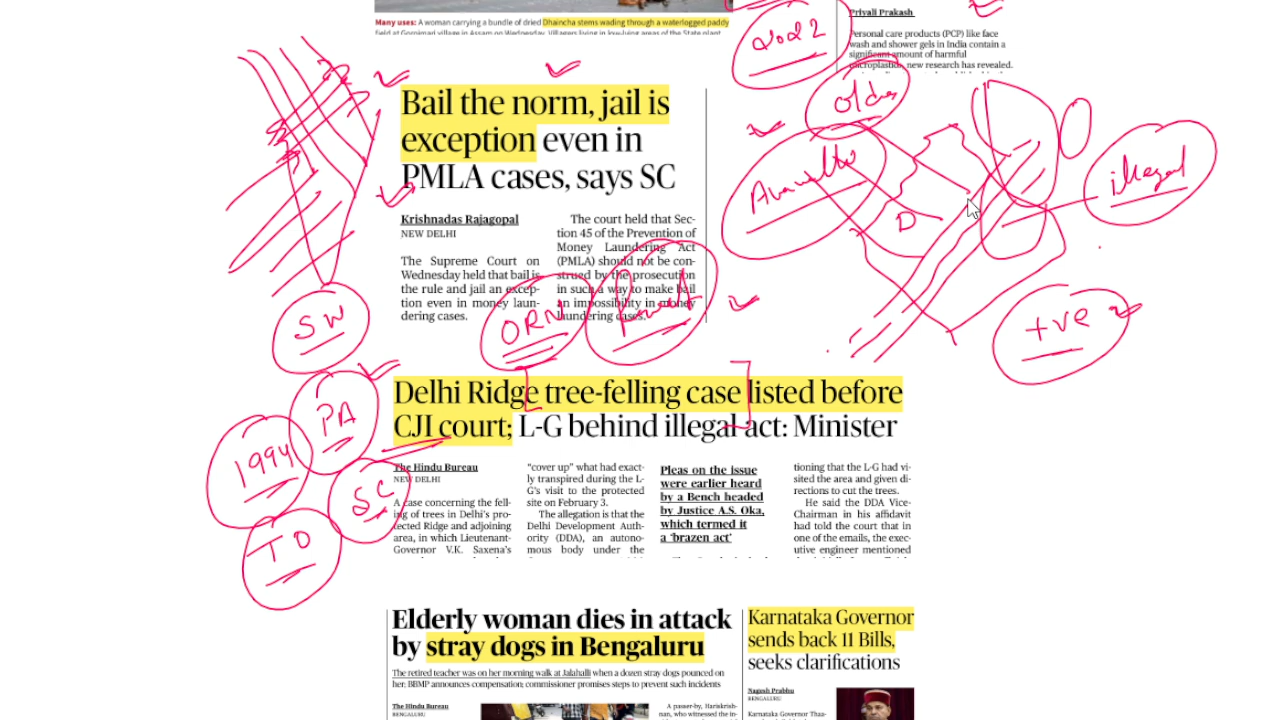 Many uses: A woman carrying a bundle of dried Dhaincha stems wading through a waterlogged paddy
field at Gornimari village in Assam on Wednesday. Villagers living in low-lying areas of the State plant
Privali Prakash
Personal care products (PCP) like face
wash and shower gels in India contain a
significant amount of harmful
microplastics, new research has revealed.
Bail the norm, jail is
exception even in
PMLA cases, says SC
Krishnadas Rajagopal
NEW DELHI
The Supreme Court on
Wednesday held that bail is
the rule and jail an excep-
tion even in money laun-
dering cases.
The court held that Sec-
tion 45 of the Prevention of
Money Laundering Act
(PMLA) should not be con-
strued by the prosecution
in such a way to make bail
an impossibility in money
laundering cases.
illegal
D
SW
ORN
+ve
PA
1994
SC
TO
Delhi Ridge tree-felling case listed before
CJI court; L-G behind illegal act: Minister
The Hindu Bureau
NEW DELHI
A case concerning the fell-
ing of trees in Delhi's pro-
tected Ridge and adjoining
area, in which Lieutenant-
Governor V.K. Saxena's
"cover up" what had exact-
ly transpired during the L-
G's visit to the protected
site on February 3.
The allegation is that the
Delhi Development Auth-
ority (DDA), an autono-
mous body under the
Pleas on the issue
were earlier heard
by a Bench headed
by Justice A.S. Oka,
which termed it
a 'brazen act'
tioning that the L-G had vi-
sited the area and given di-
rections to cut the trees.
He said the DDA Vice-
Chairman in his affidavit
had told the court that in
one of the emails, the exec-
utive engineer mentioned
Elderly woman dies in attack
by stray dogs in Bengaluru
The retired teacher was on her morning walk at Jalahalli when a dozen stray dogs pounced on
her; BBMP announces compensation; commissioner promises steps to prevent such incidents
The Hindu Bureau
BENGALURU
A passer-by, Harikrish-
nan, who witnessed the in-
Karnataka Governor
sends back 11 Bills,
seeks clarifications
Nagesh Prabhu
BENGALURU
Karnataka Governor Thaa-